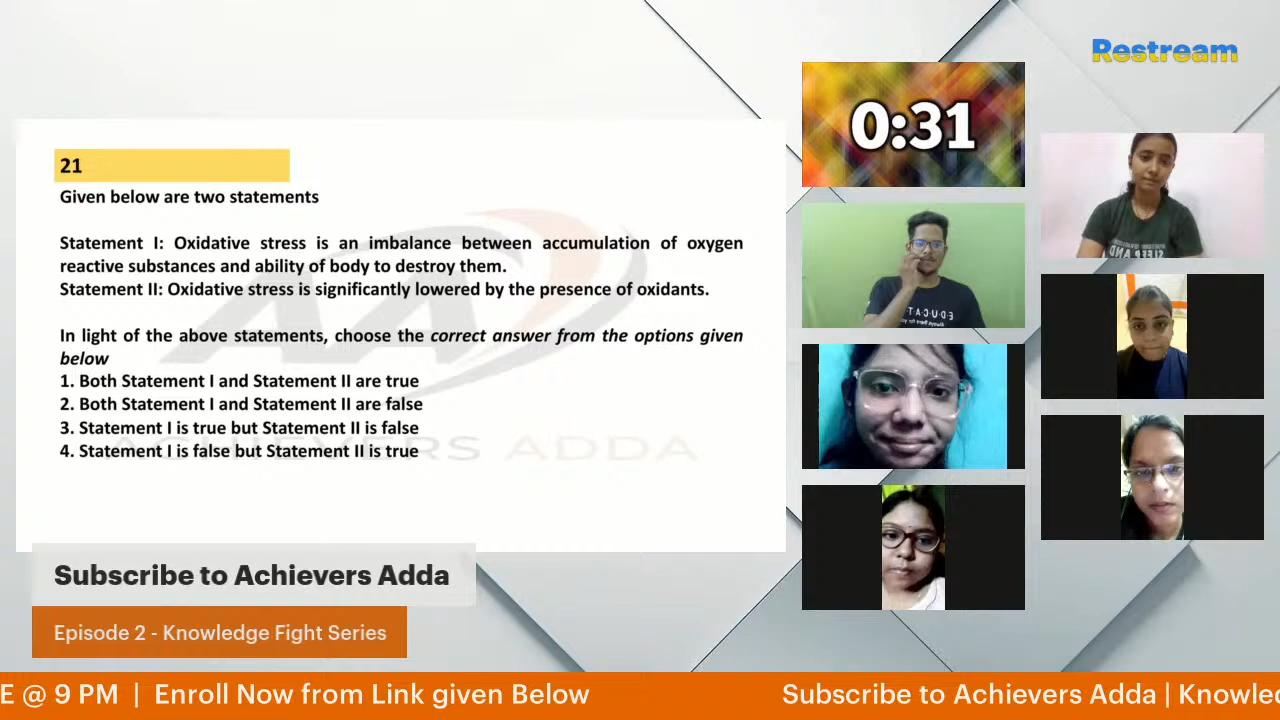 Restream
0:31
21
Given below are two statements
Statement I: Oxidative stress is an imbalance between accumulation of oxygen
reactive substances and ability of body to destroy them.
Statement II: Oxidative stress is significantly lowered by the presence of oxidants.
In light of the above statements, choose the correct answer from the options given
below
1. Both Statement I and Statement II are true
2. Both Statement I and Statement II are false
3. Statement I is true but Statement II is false
4. Statement I is false but Statement II is true
ACHIEVERS ADDA
Subscribe to Achievers Adda
Episode 2 - Knowledge Fight Series
E @ 9 PM | Enroll Now from Link given Below
Subscribe to Achievers Adda | Knowled